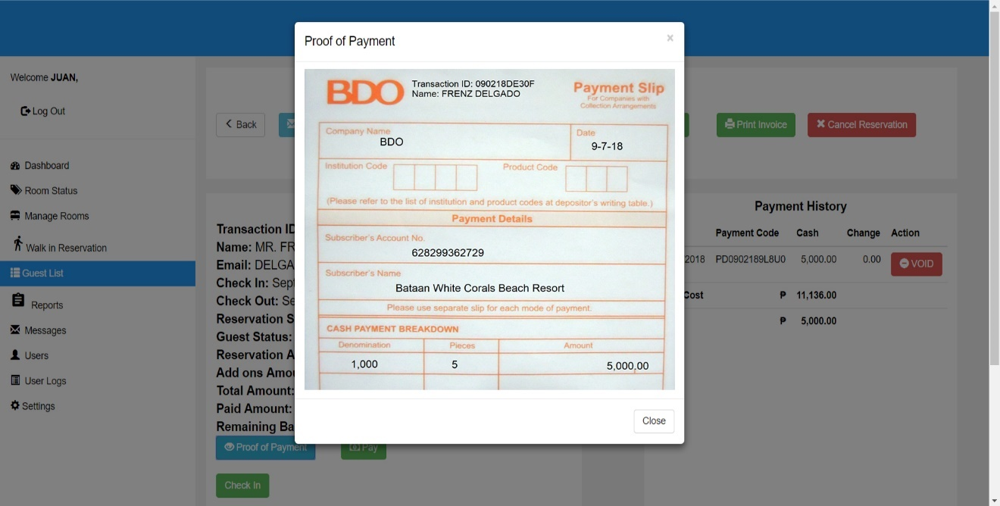 Proof of Payment
×
Welcome JUAN,
Log Out
Dashboard
Room Status
Manage Rooms
Walk in Reservation
Guest List
Reports
Messages
Users
User Logs
Settings
Back
Print Invoice
Cancel Reservation
Transaction ID
Name: MR. FR
Email: DELGA
Check In: Sept
Check Out: Se
Reservation S
Guest Status:
Reservation A
Add ons Amo
Total Amount:
Paid Amount:
Remaining Ba
Proof of Payment
Pay
Check In
BDO
Transaction ID: 090218DE30F
Name: FRENZ DELGADO
Payment Slip
For Companies with
Collection Arrangements
Company Name
BDO
Date
9-7-18
Institution Code
Product Code
(Please refer to the list of institution and product codes at depositor's writing table.)
Payment Details
Subscriber's Account No.
628299362729
Subscriber's Name
Bataan White Corals Beach Resort
Please use separate slip for each mode of payment.
CASH PAYMENT BREAKDOWN
Denomination Pieces Amount
1,000 5 5,000.00
Close
Payment History
Payment Code Cash Change Action
2018 PD0902189L8U0 5,000.00 0.00 VOID
Cost ₱ 11,136.00
₱ 5,000.00